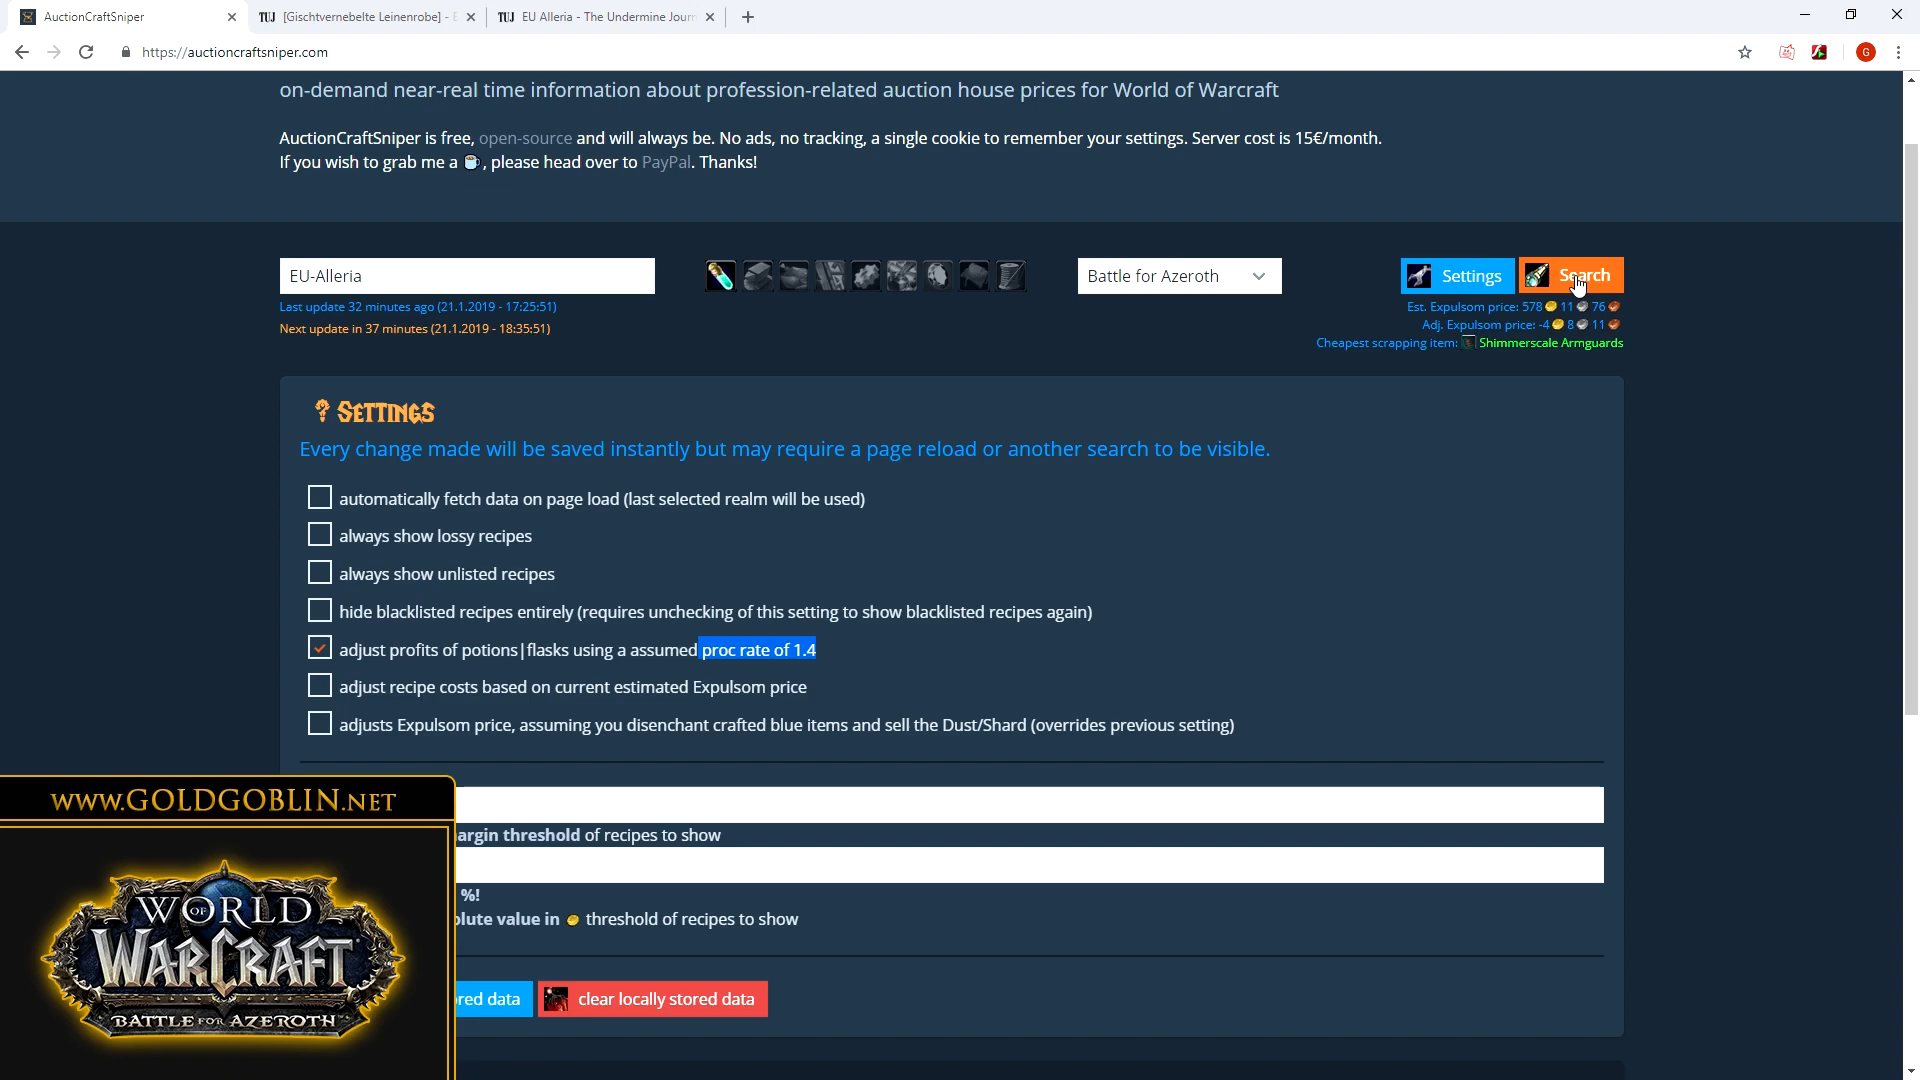 AuctionCraftSniper
TUJ [Gischtvernebelte Leinenrobe] - E
TUJ EU Alleria - The Undermine Journ
https://auctioncraftsniper.com
G
on-demand near-real time information about profession-related auction house prices for World of Warcraft
AuctionCraftSniper is free, open-source and will always be. No ads, no tracking, a single cookie to remember your settings. Server cost is 15€/month.
If you wish to grab me a , please head over to PayPal. Thanks!
EU-Alleria
Battle for Azeroth
Settings
Search
Last update 32 minutes ago (21.1.2019 - 17:25:51)
Next update in 37 minutes (21.1.2019 - 18:35:51)
Est. Expulsom price: 578 11 76
Adj. Expulsom price: -4 8 11
Cheapest scrapping item: Shimmerscale Armguards
SETTINGS
Every change made will be saved instantly but may require a page reload or another search to be visible.
automatically fetch data on page load (last selected realm will be used)
always show lossy recipes
always show unlisted recipes
hide blacklisted recipes entirely (requires unchecking of this setting to show blacklisted recipes again)
adjust profits of potions|flasks using a assumed proc rate of 1.4
adjust recipe costs based on current estimated Expulsom price
adjusts Expulsom price, assuming you disenchant crafted blue items and sell the Dust/Shard (overrides previous setting)
argin threshold of recipes to show
%!
olute value in threshold of recipes to show
ored data
clear locally stored data
WWW.GOLDGOBLIN.NET
WORLD
OF
WARCRAFT
BATTLE FOR AZEROTH